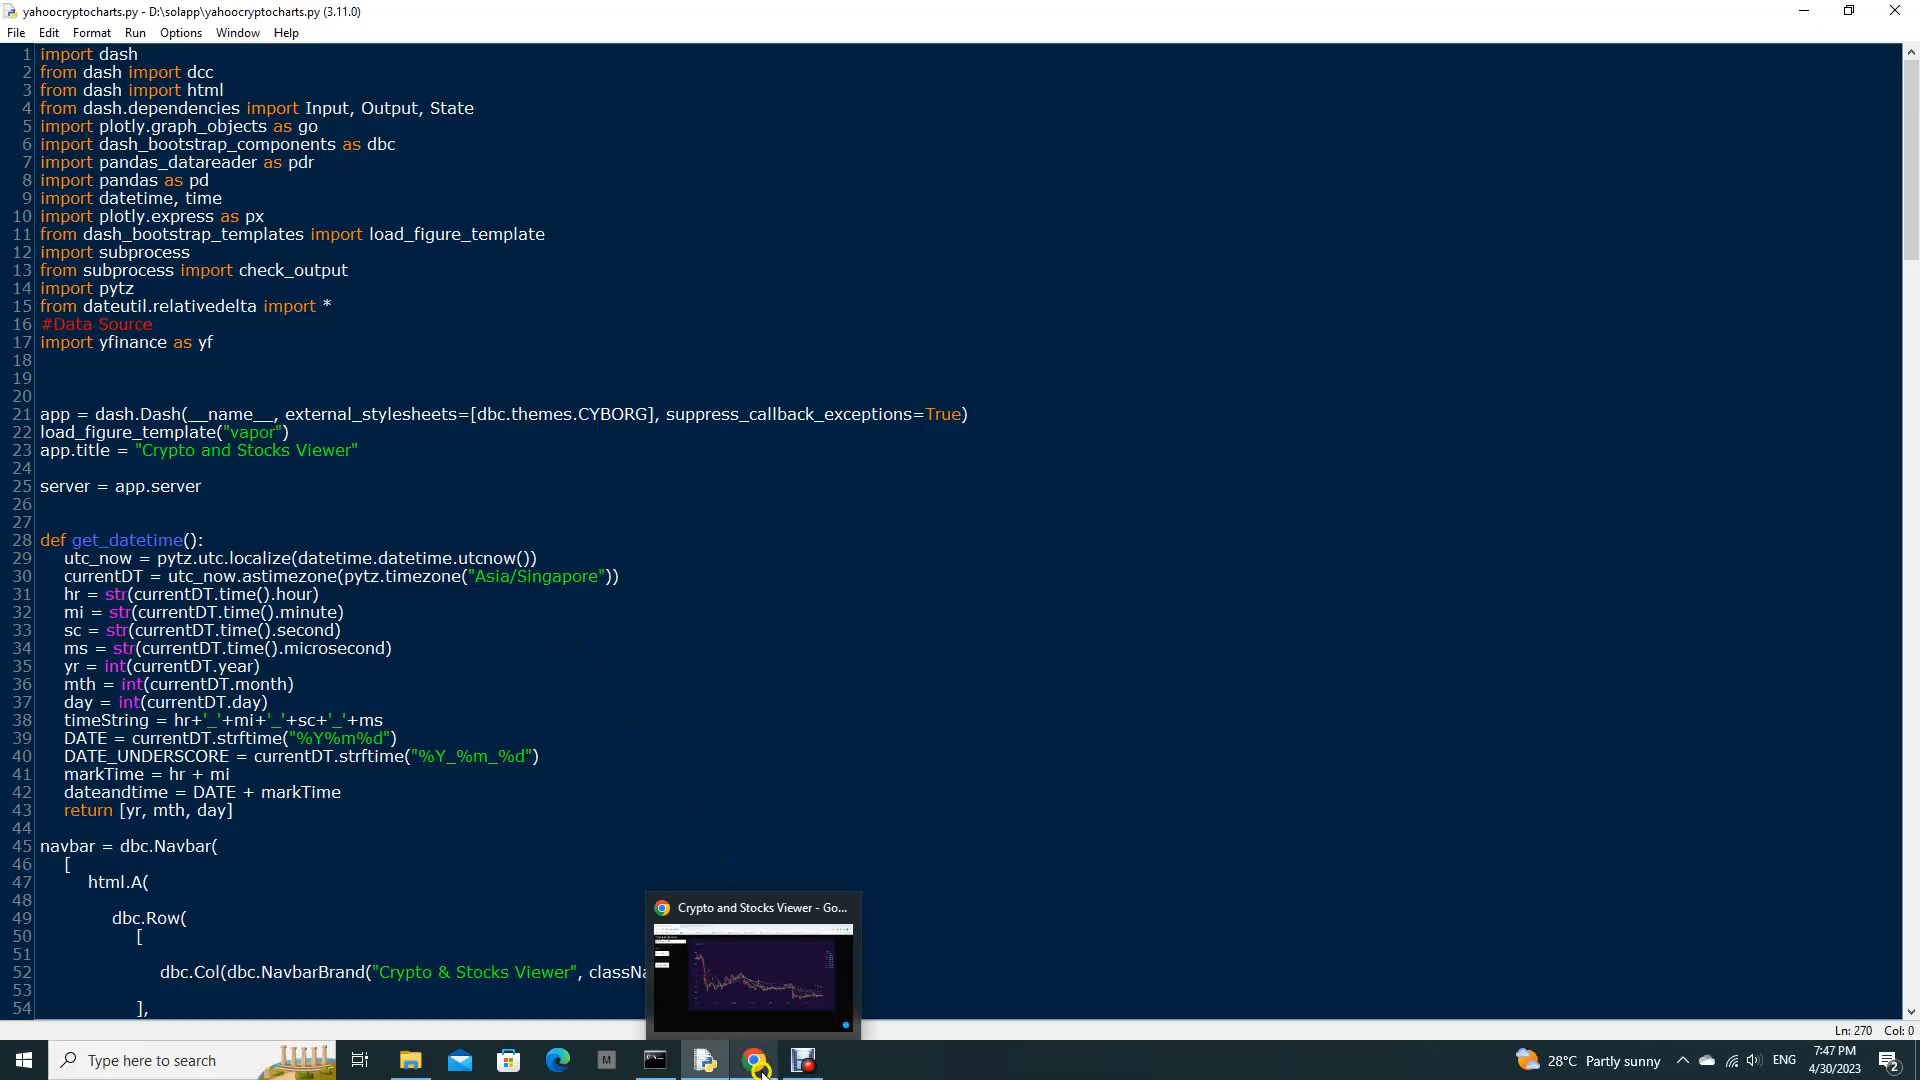 yahoocryptocharts.py - D:\solapp\yahoocryptocharts.py (3.11.0)
File Edit Format Run Options Window Help
1 import dash
2 from dash import dcc
3 from dash import html
4 from dash.dependencies import Input, Output, State
5 import plotly.graph_objects as go
6 import dash_bootstrap_components as dbc
7 import pandas_datareader as pdr
8 import pandas as pd
9 import datetime, time
10 import plotly.express as px
11 from dash_bootstrap_templates import load_figure_template
12 import subprocess
13 from subprocess import check_output
14 import pytz
15 from dateutil.relativedelta import *
16 #Data Source
17 import yfinance as yf
18
19
20
21 app = dash.Dash(__name__, external_stylesheets=[dbc.themes.CYBORG], suppress_callback_exceptions=True)
22 load_figure_template("vapor")
23 app.title = "Crypto and Stocks Viewer"
24
25 server = app.server
26
27
28 def get_datetime():
29 utc_now = pytz.utc.localize(datetime.datetime.utcnow())
30 currentDT = utc_now.astimezone(pytz.timezone("Asia/Singapore"))
31 hr = str(currentDT.time().hour)
32 mi = str(currentDT.time().minute)
33 sc = str(currentDT.time().second)
34 ms = str(currentDT.time().microsecond)
35 yr = int(currentDT.year)
36 mth = int(currentDT.month)
37 day = int(currentDT.day)
38 timeString = hr+'_'+mi+'_'+sc+'_'+ms
39 DATE = currentDT.strftime("%Y%m%d")
40 DATE_UNDERSCORE = currentDT.strftime("%Y_%m_%d")
41 markTime = hr + mi
42 dateandtime = DATE + markTime
43 return [yr, mth, day]
44
45 navbar = dbc.Navbar(
46 [
47 html.A(
48
49 dbc.Row(
50 [
51
52 dbc.Col(dbc.NavbarBrand("Crypto & Stocks Viewer", classNa
53
54 ],
Crypto and Stocks Viewer - Go...
Ln: 270 Col: 0
Type here to search
M
28°C Partly sunny
ENG
7:47 PM
4/30/2023
2